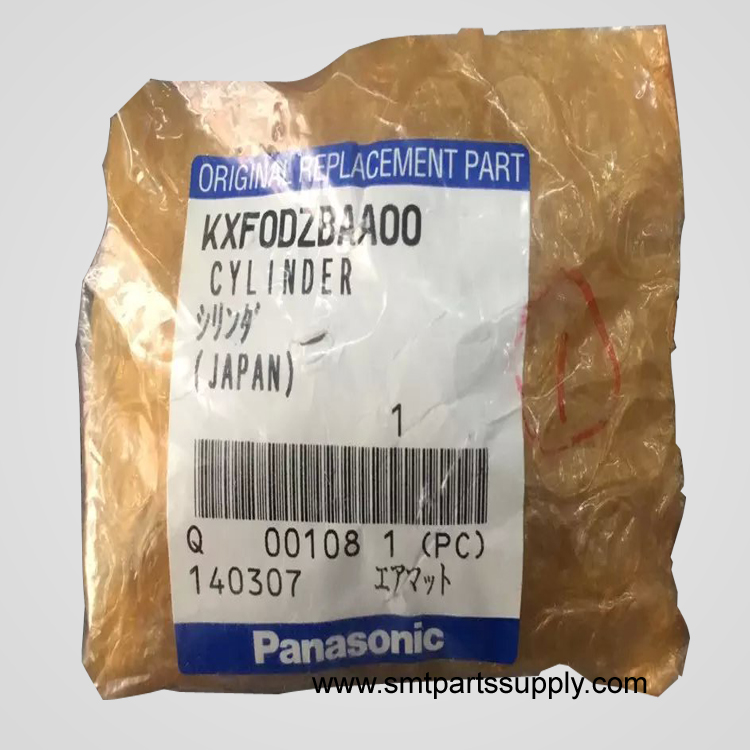 ORIGINAL REPLACEMENT PART
KXF0DZBAA00
CYLINDER
シリンダ
(JAPAN)
1
Q 00108 1 (PC)
140307 エアマット
Panasonic
www.smtpartssupply.com
1